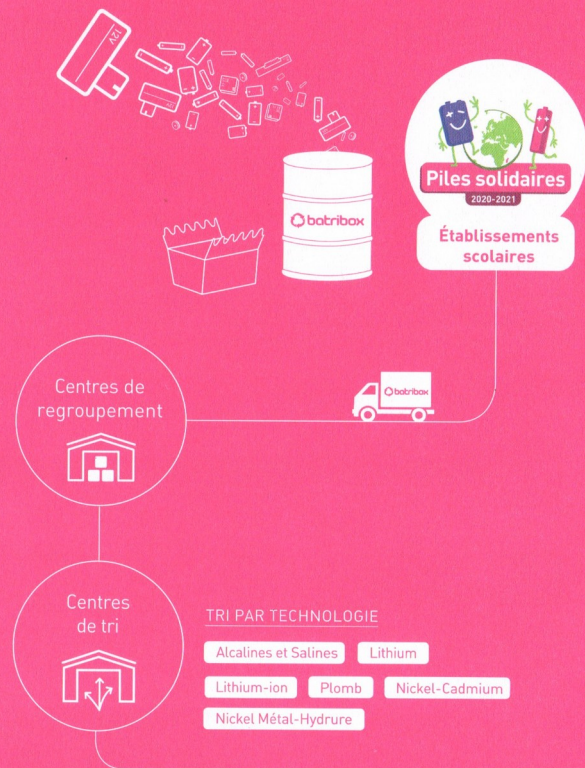 12V
batribox
Piles solidaires
2020-2021
Établissements
scolaires
batribox
Centres de
regroupement
Centres
de tri
TRI PAR TECHNOLOGIE
Alcalines et Salines
Lithium
Lithium-ion
Plomb
Nickel-Cadmium
Nickel Métal-Hydrure